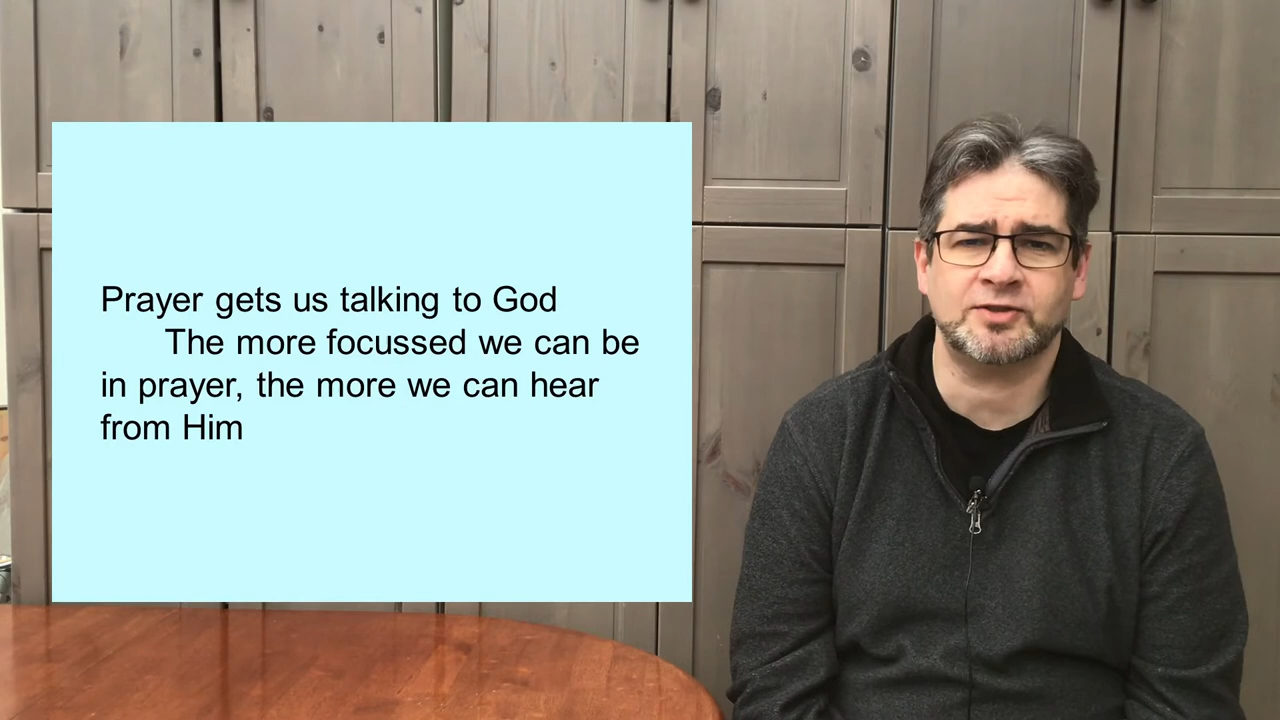 Prayer gets us talking to God
The more focussed we can be
in prayer, the more we can hear
from Him